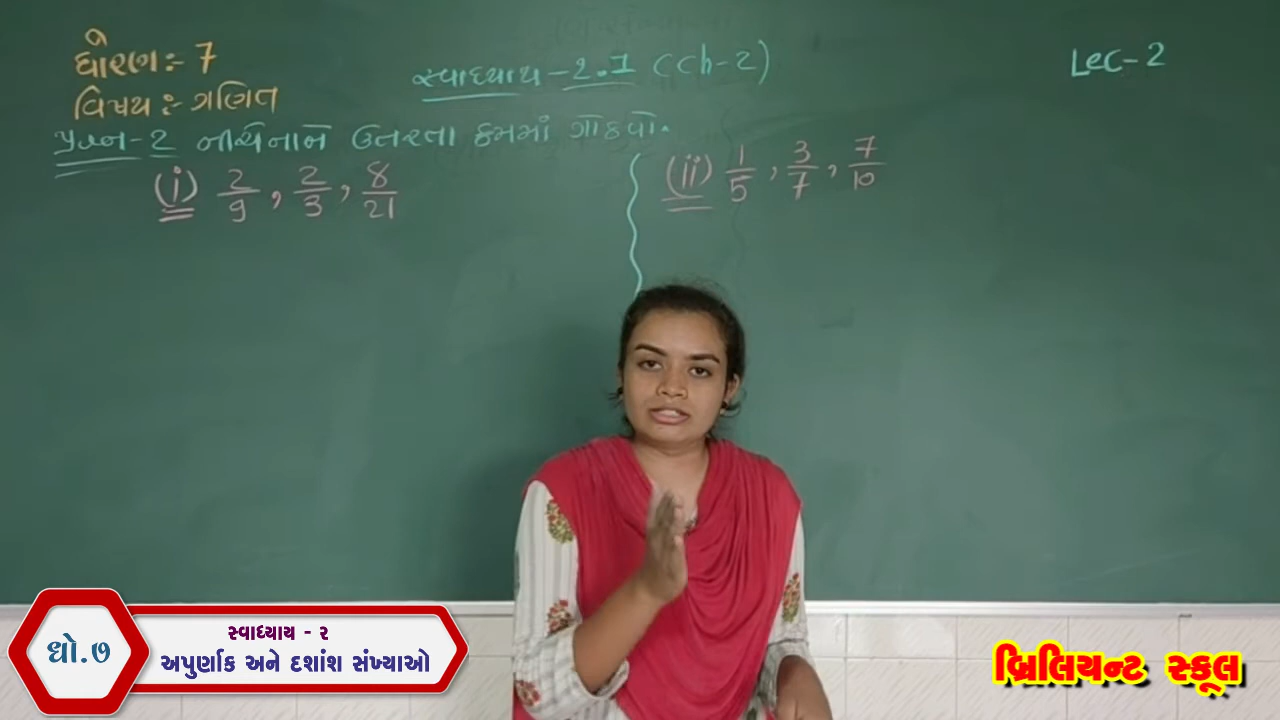 ધોરણ :- 7
વિષય :- ગણિત
સ્વાધ્યાય - 2.1 (Ch-2)
Lec-2
પ્રશ્ન-2 નીચેનાને ઉતરતા ક્રમમાં ગોઠવો.
(i) 2/9 , 2/3 , 8/21
(ii) 1/5 , 3/7 , 7/10
ધો.૭
સ્વાધ્યાય - ૨
અપુર્ણાક અને દશાંશ સંખ્યાઓ
બ્રિલિયન્ટ સ્કૂલ